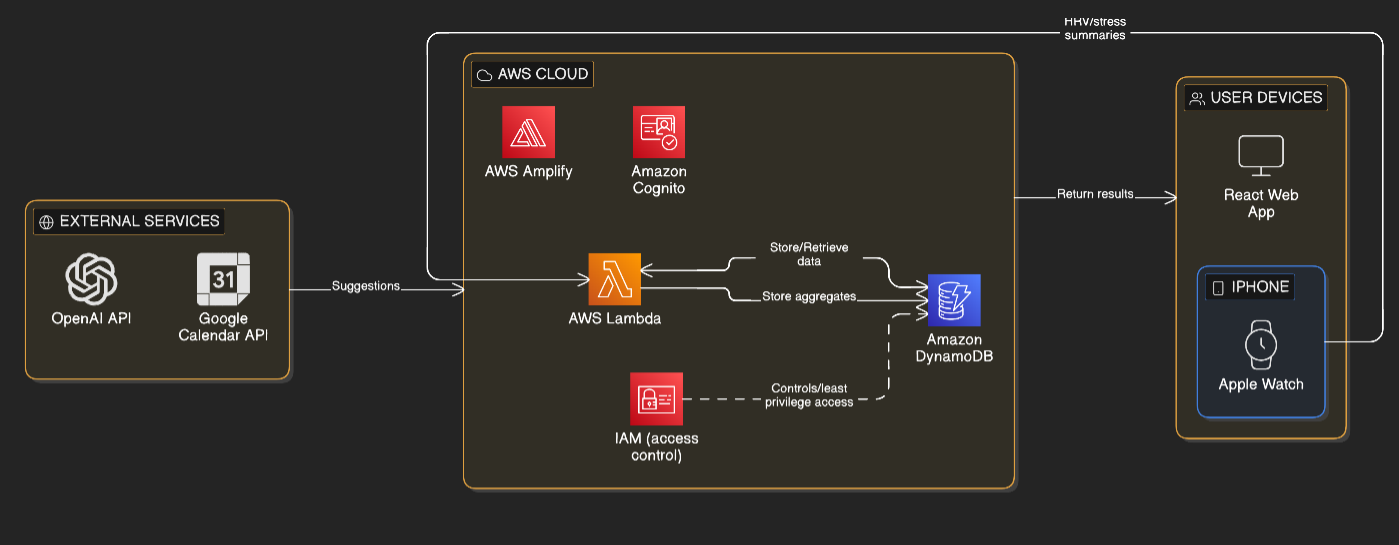 HRV/stress
summaries
AWS CLOUD
AWS Amplify
Amazon
Cognito
USER DEVICES
React Web
App
Return results
EXTERNAL SERVICES
OpenAI API
31
Google
Calendar API
Suggestions
AWS Lambda
Store/Retrieve
data
Store aggregates
Amazon
DynamoDB
Controls/least
privilege access
IAM (access
control)
IPHONE
Apple Watch